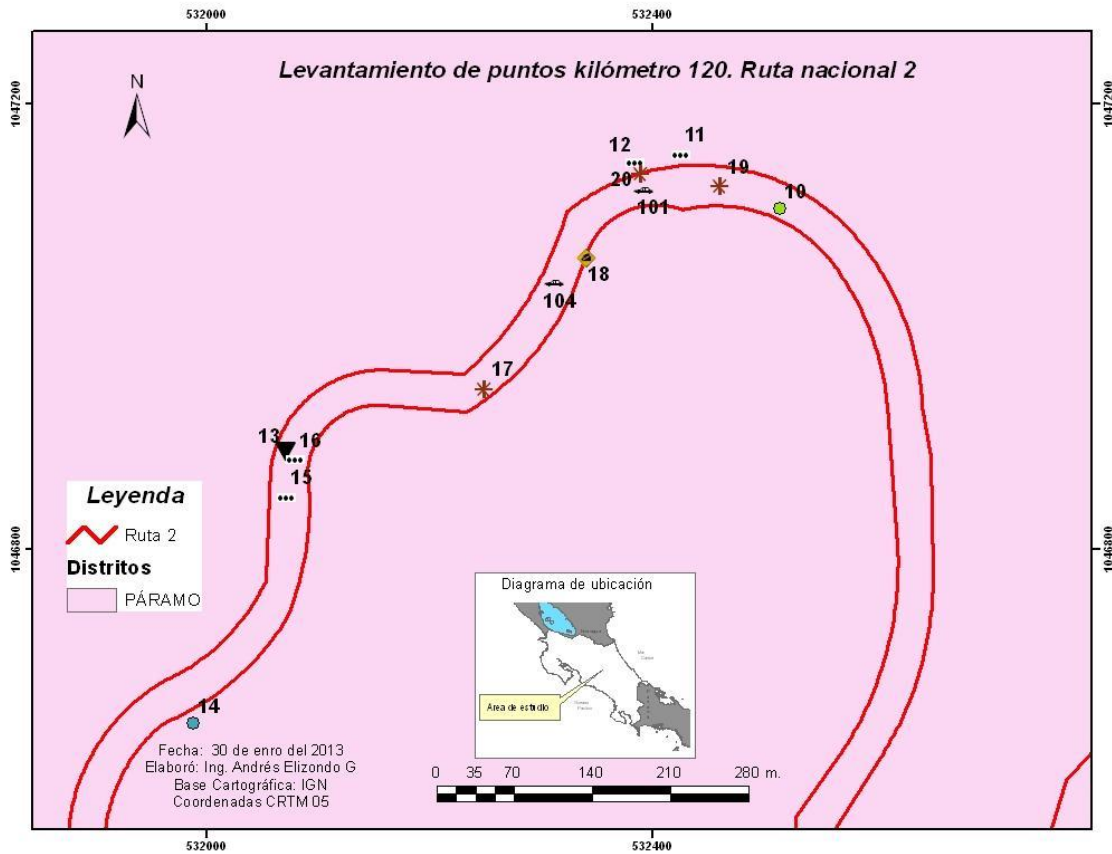 532000
532400
Levantamiento de puntos kilómetro 120. Ruta nacional 2
N
1047200
1047200
12
11
20
19
10
101
18
104
17
13
16
15
Leyenda
Ruta 2
Distritos
PÁRAMO
1046800
1046800
Diagrama de ubicación
Área de estudio
14
Fecha: 30 de enro del 2013
Elaboró: Ing. Andrés Elizondo G
Base Cartográfica: IGN
Coordenadas CRTM 05
0 35 70 140 210 280 m.
532000
532400